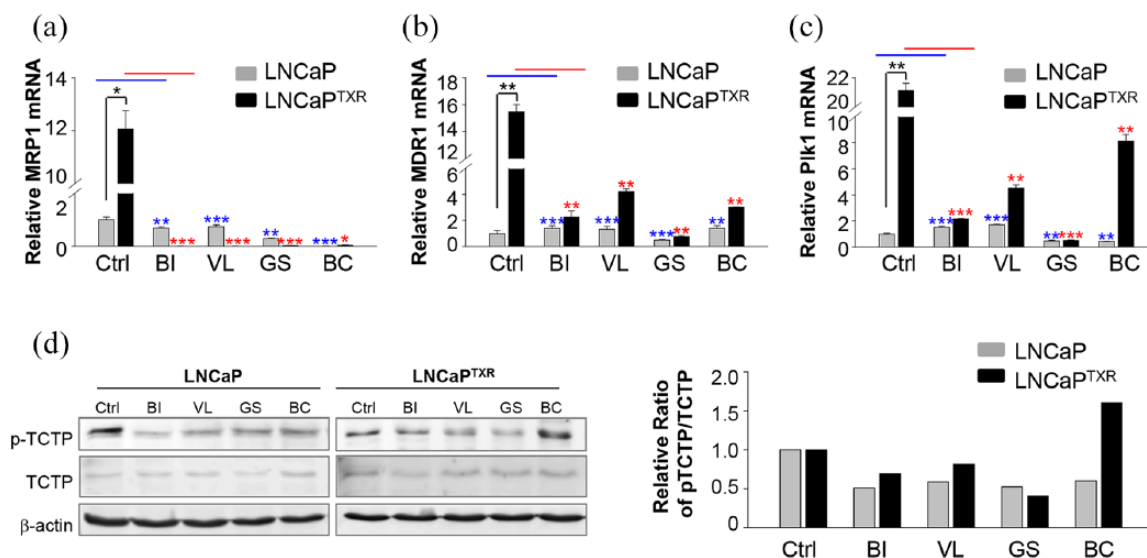 (a)
Relative MRP1 mRNA
14
12
10
2
0
*
LNCaP
LNCaPTXR
** *** ** ***
*** *** *** *
Ctrl BI VL GS BC
(b)
Relative MDR1 mRNA
18
16
14
12
10
8
6
4
2
0
**
LNCaP
LNCaPTXR
*** *** *** **
** ** ** **
Ctrl BI VL GS BC
(c)
Relative Plk1 mRNA
22
20
10
8
6
4
2
0
**
LNCaP
LNCaPTXR
*** *** ** **
*** ** *** **
Ctrl BI VL GS BC
(d)
LNCaP LNCaPTXR
Ctrl BI VL GS BC Ctrl BI VL GS BC
p-TCTP
TCTP
β-actin
LNCaP
LNCaPTXR
Relative Ratio
of pTCTP/TCTP
2.0
1.5
1.0
0.5
0.0
Ctrl BI VL GS BC